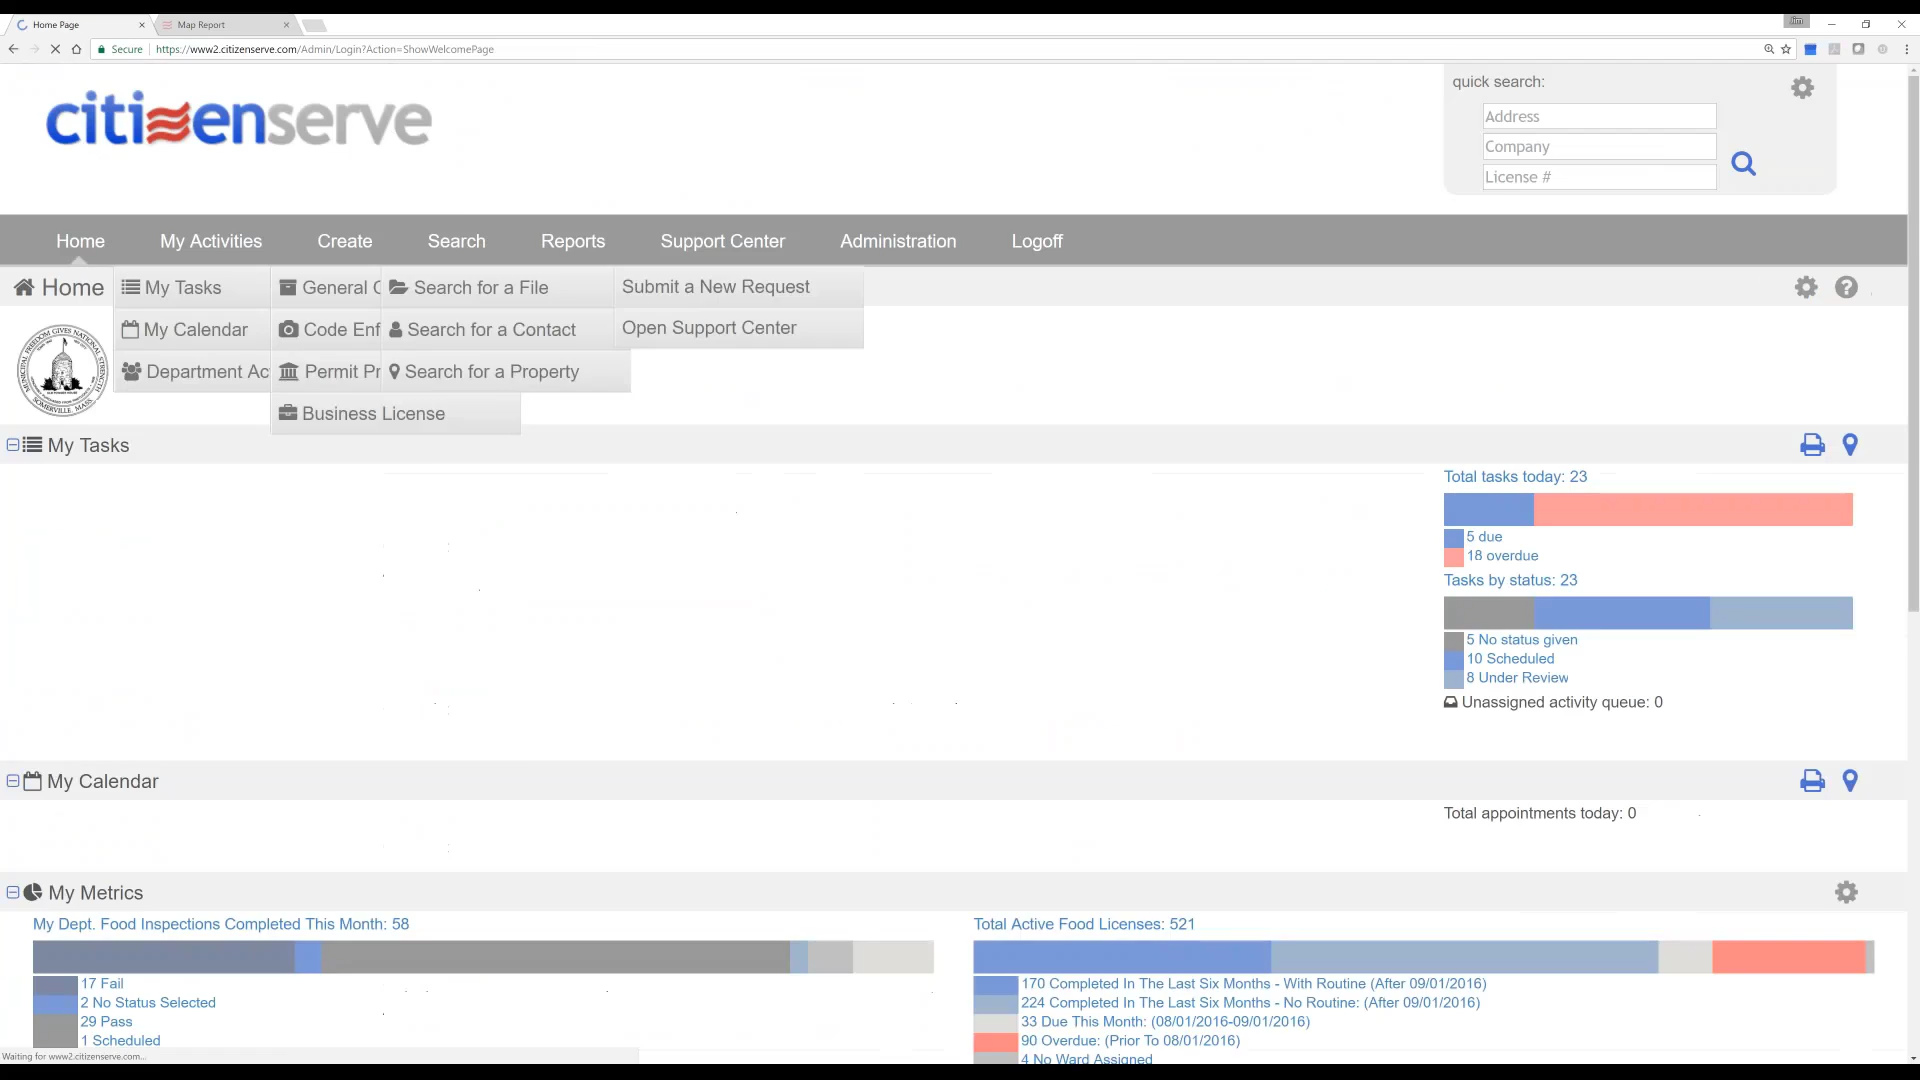 Home Page
Map Report
Jim
Secure
https://www2.citizenserve.com/Admin/Login?Action=ShowWelcomePage
citizenserve
quick search:
Address
Company
License #
Home
My Activities
Create
Search
Reports
Support Center
Administration
Logoff
Home
My Tasks
General C
Search for a File
Submit a New Request
My Calendar
Code Enf
Search for a Contact
Open Support Center
Department Ac
Permit Pr
Search for a Property
Business License
MUNICIPAL FREEDOM GIVES NATIONAL STRENGTH
SOMERVILLE, MASS
My Tasks
Total tasks today: 23
5 due
18 overdue
Tasks by status: 23
5 No status given
10 Scheduled
8 Under Review
Unassigned activity queue: 0
My Calendar
Total appointments today: 0
My Metrics
My Dept. Food Inspections Completed This Month: 58
17 Fail
2 No Status Selected
29 Pass
1 Scheduled
Total Active Food Licenses: 521
170 Completed In The Last Six Months - With Routine (After 09/01/2016)
224 Completed In The Last Six Months - No Routine: (After 09/01/2016)
33 Due This Month: (08/01/2016-09/01/2016)
90 Overdue: (Prior To 08/01/2016)
4 No Ward Assigned
Waiting for www2.citizenserve.com...